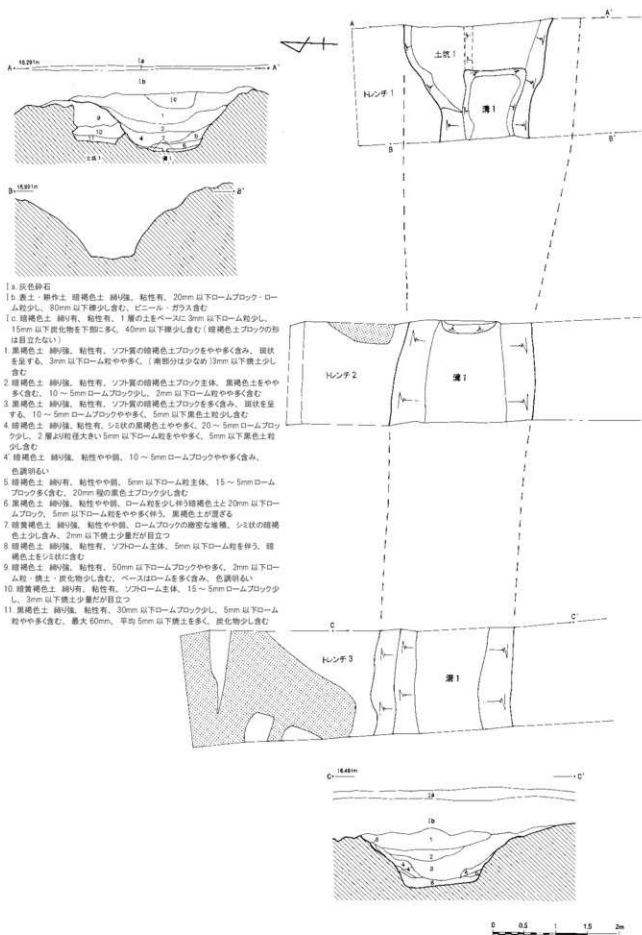 A 16.291m
Ⅰa
A'
Ⅰb
Ⅰc
1
9
2
10
4
3
5
11
6
土坑 1
溝 1
B
B'
Ⅰa. 灰色砕石
Ⅰb. 表土・耕作土 暗褐色土 締り強、粘性有、20mm 以下ロームブロック・ロー
ム粒少し、80mm 以下礫少し含む、ビニール・ガラス含む
Ⅰc. 暗褐色土 締り有、粘性有、1 層の土をベースに 3mm 以下ローム粒少し、
15mm 以下炭化物を下部に多く、40mm 以下礫少し含む(暗褐色土ブロックの形
は目立たない)
1. 黒褐色土 締り強、粘性有、ソフト質の暗褐色土ブロックをやや多く含み、斑状
を呈する、3mm 以下ローム粒やや多く、(南部分は少なめ)3mm 以下焼土少し
含む
2. 暗褐色土 締り強、粘性有、ソフト質の暗褐色土ブロック主体、黒褐色土をやや
多く含む、10 ～ 5mm ロームブロック少し、2mm 以下ローム粒やや多く含む
3. 黒褐色土 締り強、粘性有、ソフト質の暗褐色土ブロックを多く含み、斑状を呈
する、10 ～ 5mm ロームブロックやや多く、5mm 以下黒色土粒少し含む
4. 暗褐色土 締り強、粘性有、シミ状の黒褐色土やや多く、20 ～ 5mm ロームブロッ
ク少し、2 層より粒径大きい 5mm 以下ローム粒をやや多く、5mm 以下黒色土粒
少し含む
4' 暗褐色土 締り強、粘性やや弱、10 ～ 5mm ロームブロックやや多く含み、
色調明るい
5. 暗褐色土 締り有、粘性やや弱、5mm 以下ローム粒主体、15 ～ 5mm ローム
ブロック多く含む、20mm 程の黒色土ブロック少し含む
6. 黒褐色土 締り強、粘性やや弱、ローム粒を少し伴う暗褐色土と 20mm 以下ロー
ムブロック、5mm 以下ローム粒をやや多く伴う、黒褐色土が混ざる
7. 暗黄褐色土 締り強、粘性やや弱、ロームブロックの緻密な堆積、シミ状の暗褐
色土少し含み、2mm 以下焼土少量だが目立つ
8. 暗褐色土 締り強、粘性有、ソフトローム主体、5mm 以下ローム粒を伴う、暗
褐色土をシミ状に含む
9. 暗褐色土 締り強、粘性有、50mm 以下ロームブロックやや多く、2mm 以下ロー
ム粒・焼土・炭化物少し含む、ベースはロームを多く含み、色調明るい
10. 暗黄褐色土 締り有、粘性有、ソフトローム主体、15 ～ 5mm ロームブロック少
し、3mm 以下焼土少量だが目立つ
11. 黒褐色土 締り強、粘性有、30mm 以下ロームブロック少し、5mm 以下ローム
粒やや多く含む、最大 60mm、平均 5mm 以下焼土を多く、炭化物少し含む
A
A'
トレンチ 1
土坑 1
溝 1
B
B'
トレンチ 2
溝 1
C
C'
トレンチ 3
溝 1
C 16.491m
C'
Ⅰa
Ⅰb
1
2
3
6
0 0.5 1 1.5 2m